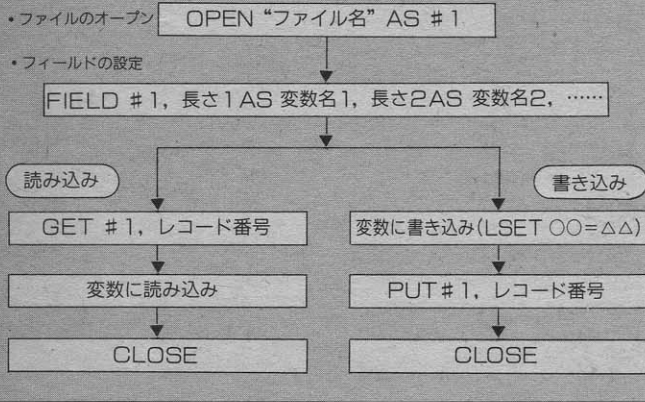 ・ファイルのオープン
OPEN “ファイル名” AS #1
・フィールドの設定
FIELD #1, 長さ1AS 変数名1, 長さ2AS 変数名2, ……
読み込み
書き込み
GET #1, レコード番号
変数に書き込み(LSET ○○=△△)
変数に読み込み
PUT#1, レコード番号
CLOSE
CLOSE